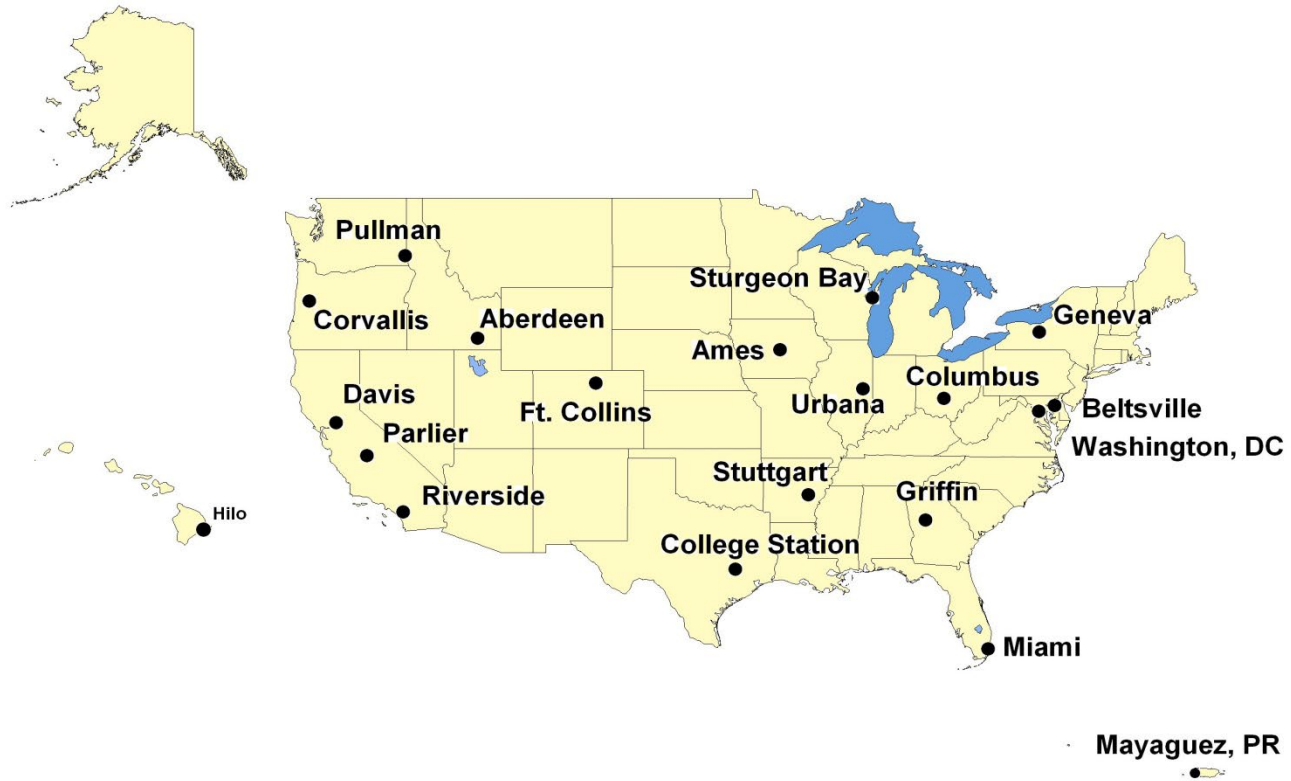 Pullman
Sturgeon Bay
Corvallis
Aberdeen
Geneva
Ames
Columbus
Davis
Ft. Collins
Urbana
Beltsville
Parlier
Washington, DC
Stuttgart
Griffin
Riverside
Hilo
College Station
Miami
Mayaguez, PR